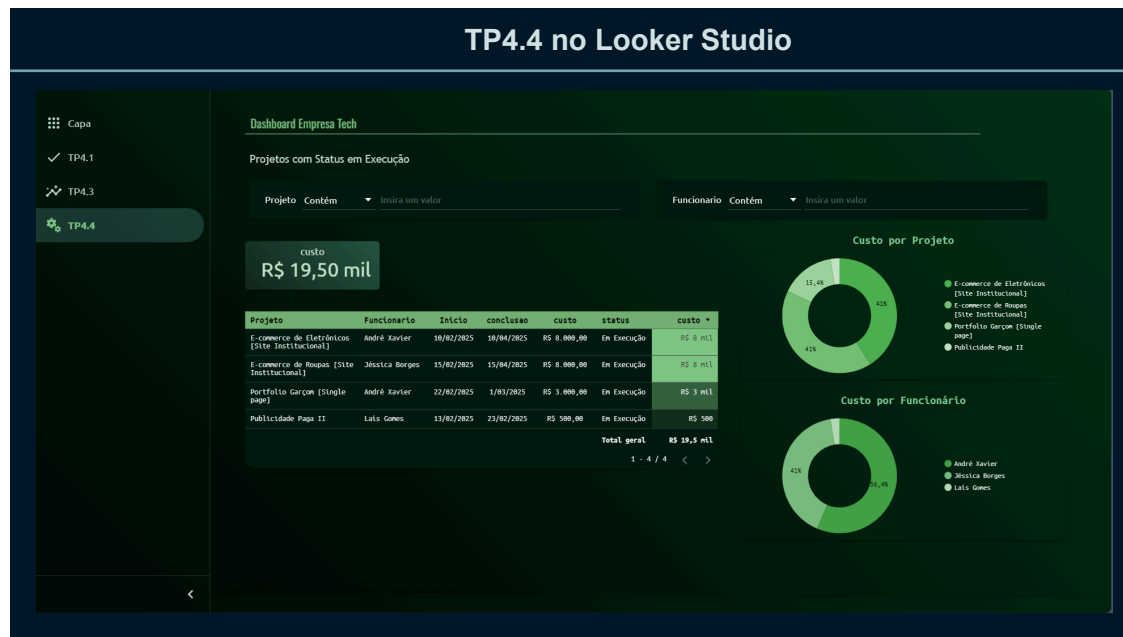 TP4.4 no Looker Studio
Capa
TP4.1
TP4.3
TP4.4
Dashboard Empresa Tech
Projetos com Status em Execução
Projeto Contém Insira um valor
Funcionario Contém Insira um valor
custo
R$ 19,50 mil
Projeto Funcionario Inicio conclusao custo status custo
E-commerce de Eletrônicos [Site Institucional] André Xavier 10/02/2025 10/04/2025 R$ 8.000,00 Em Execução R$ 8 mil
E-commerce de Roupas [Site Institucional] Jéssica Borges 15/02/2025 15/04/2025 R$ 8.000,00 Em Execução R$ 8 mil
Portfolio Garçom [Single page] André Xavier 22/02/2025 1/03/2025 R$ 3.000,00 Em Execução R$ 3 mil
Publicidade Paga II Lais Gomes 13/02/2025 23/02/2025 R$ 500,00 Em Execução R$ 500
Total geral R$ 19,5 mil
1 - 4 / 4 < >
Custo por Projeto
15,4%
41%
41%
E-commerce de Eletrônicos
[Site Institucional]
E-commerce de Roupas
[Site Institucional]
Portfolio Garçom [Single
page]
Publicidade Paga II
Custo por Funcionário
41%
56,4%
André Xavier
Jéssica Borges
Lais Gomes